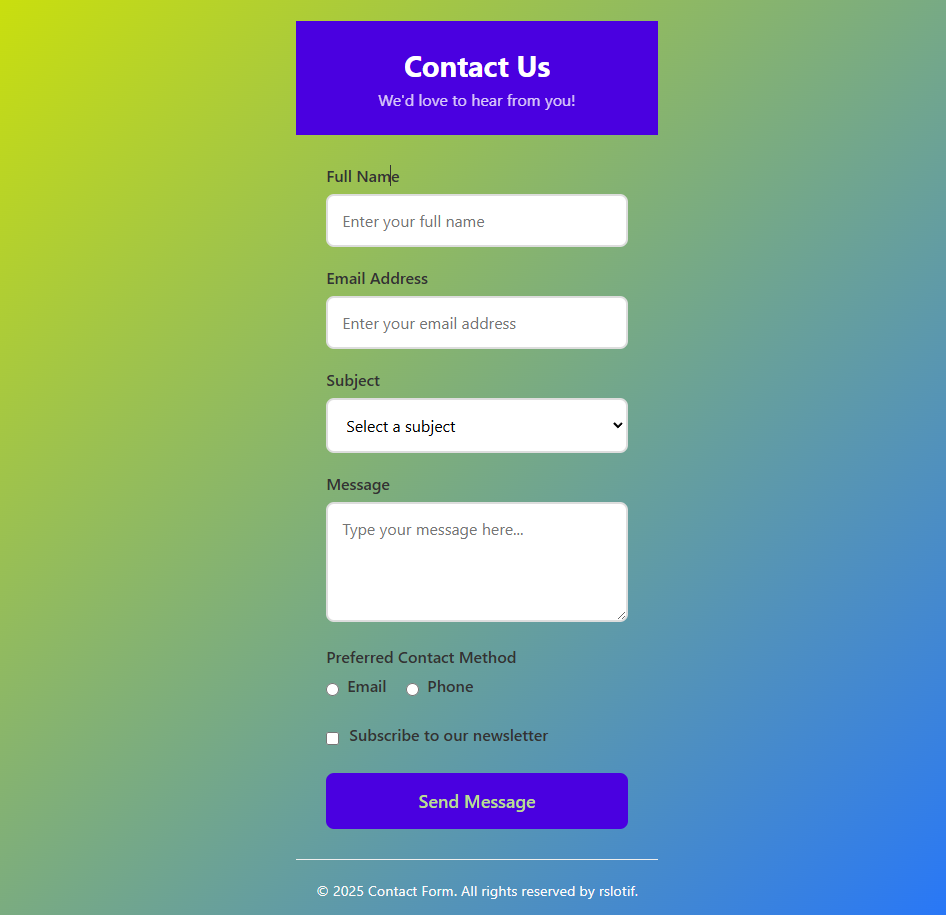 Contact Us
We'd love to hear from you!
Full Name
Enter your full name
Email Address
Enter your email address
Subject
Select a subject
Message
Type your message here...
Preferred Contact Method
Email Phone
Subscribe to our newsletter
Send Message
© 2025 Contact Form. All rights reserved by rslotif.